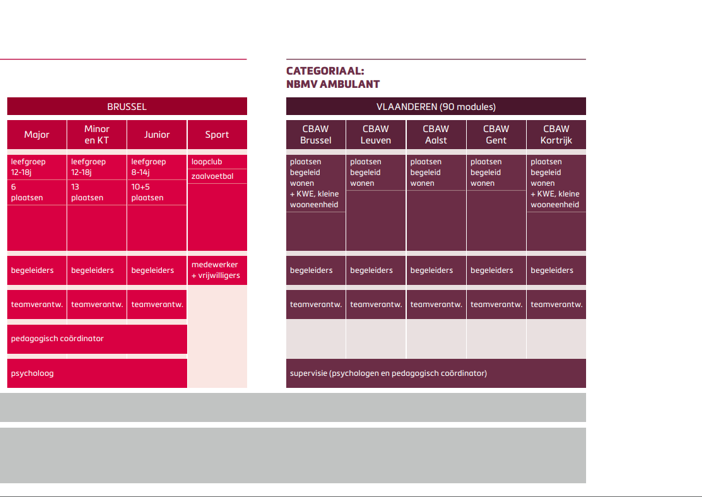 CATEGORIAAL:
NBMV AMBULANT
BRUSSEL
Major
Minor
en KT
Junior
Sport
leefgroep
12-18j
6
plaatsen
leefgroep
12-18j
13
plaatsen
leefgroep
8-14j
10+5
plaatsen
loopclub
zaalvoetbal
begeleiders
begeleiders
begeleiders
medewerker
+ vrijwilligers
teamverantw.
teamverantw.
teamverantw.
pedagogisch coördinator
psycholoog
VLAANDEREN (90 modules)
CBAW
Brussel
CBAW
Leuven
CBAW
Aalst
CBAW
Gent
CBAW
Kortrijk
plaatsen
begeleid
wonen
+ KWE, kleine
wooneenheid
plaatsen
begeleid
wonen
plaatsen
begeleid
wonen
plaatsen
begeleid
wonen
plaatsen
begeleid
wonen
+ KWE, kleine
wooneenheid
begeleiders
begeleiders
begeleiders
begeleiders
begeleiders
teamverantw.
teamverantw.
teamverantw.
teamverantw.
teamverantw.
supervisie (psychologen en pedagogisch coördinator)